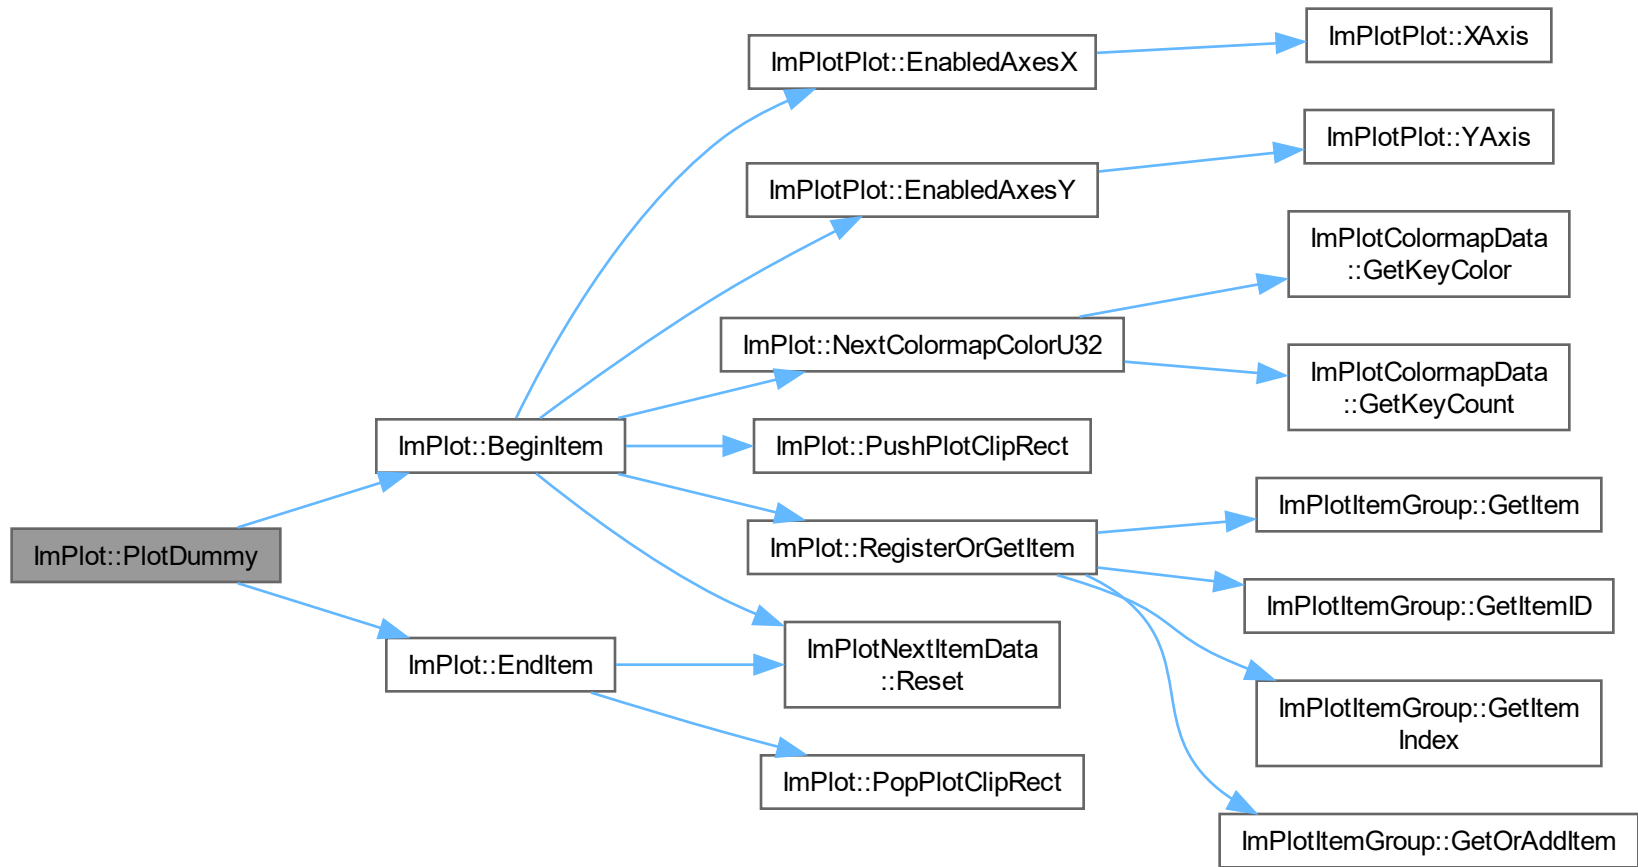 ImPlot::PlotDummy
ImPlot::BeginItem
ImPlot::EndItem
ImPlotPlot::EnabledAxesX
ImPlotPlot::EnabledAxesY
ImPlot::NextColormapColorU32
ImPlot::PushPlotClipRect
ImPlot::RegisterOrGetItem
ImPlotNextItemData
::Reset
ImPlot::PopPlotClipRect
ImPlotPlot::XAxis
ImPlotPlot::YAxis
ImPlotColormapData
::GetKeyColor
ImPlotColormapData
::GetKeyCount
ImPlotItemGroup::GetItem
ImPlotItemGroup::GetItemID
ImPlotItemGroup::GetItem
Index
ImPlotItemGroup::GetOrAddItem